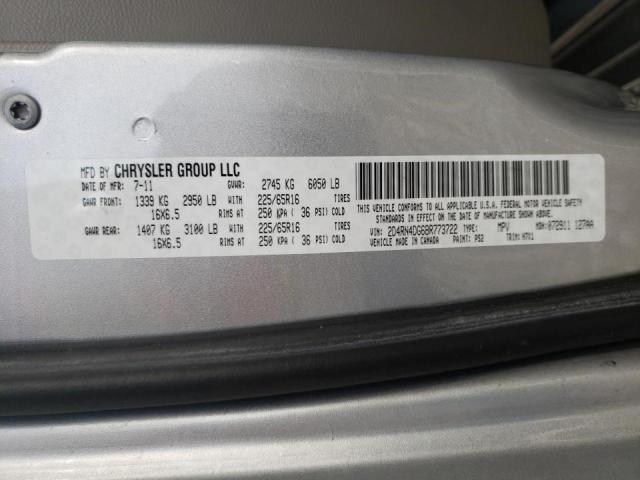 MFD BY CHRYSLER GROUP LLC
DATE OF MFR: 7-11 GVWR: 2745 KG 6050 LB
GAWR FRONT: 1339 KG 2950 LB WITH 225/65R16 TIRES
16X6.5 RIMS AT 250 KPA ( 36 PSI) COLD
GAWR REAR: 1407 KG 3100 LB WITH 225/65R16 TIRES
16X6.5 RIMS AT 250 KPA ( 36 PSI) COLD
THIS VEHICLE CONFORMS TO ALL APPLICABLE U.S.A. FEDERAL MOTOR VEHICLE SAFETY
STANDARDS IN EFFECT ON THE DATE OF MANUFACTURE SHOWN ABOVE.
VIN: 2D4RN4DG6BR773722 TYPE: MPV MDH: 072911 127AA
VEHICLE MADE IN CANADA PAINT: PS2 TRIM: H7X1